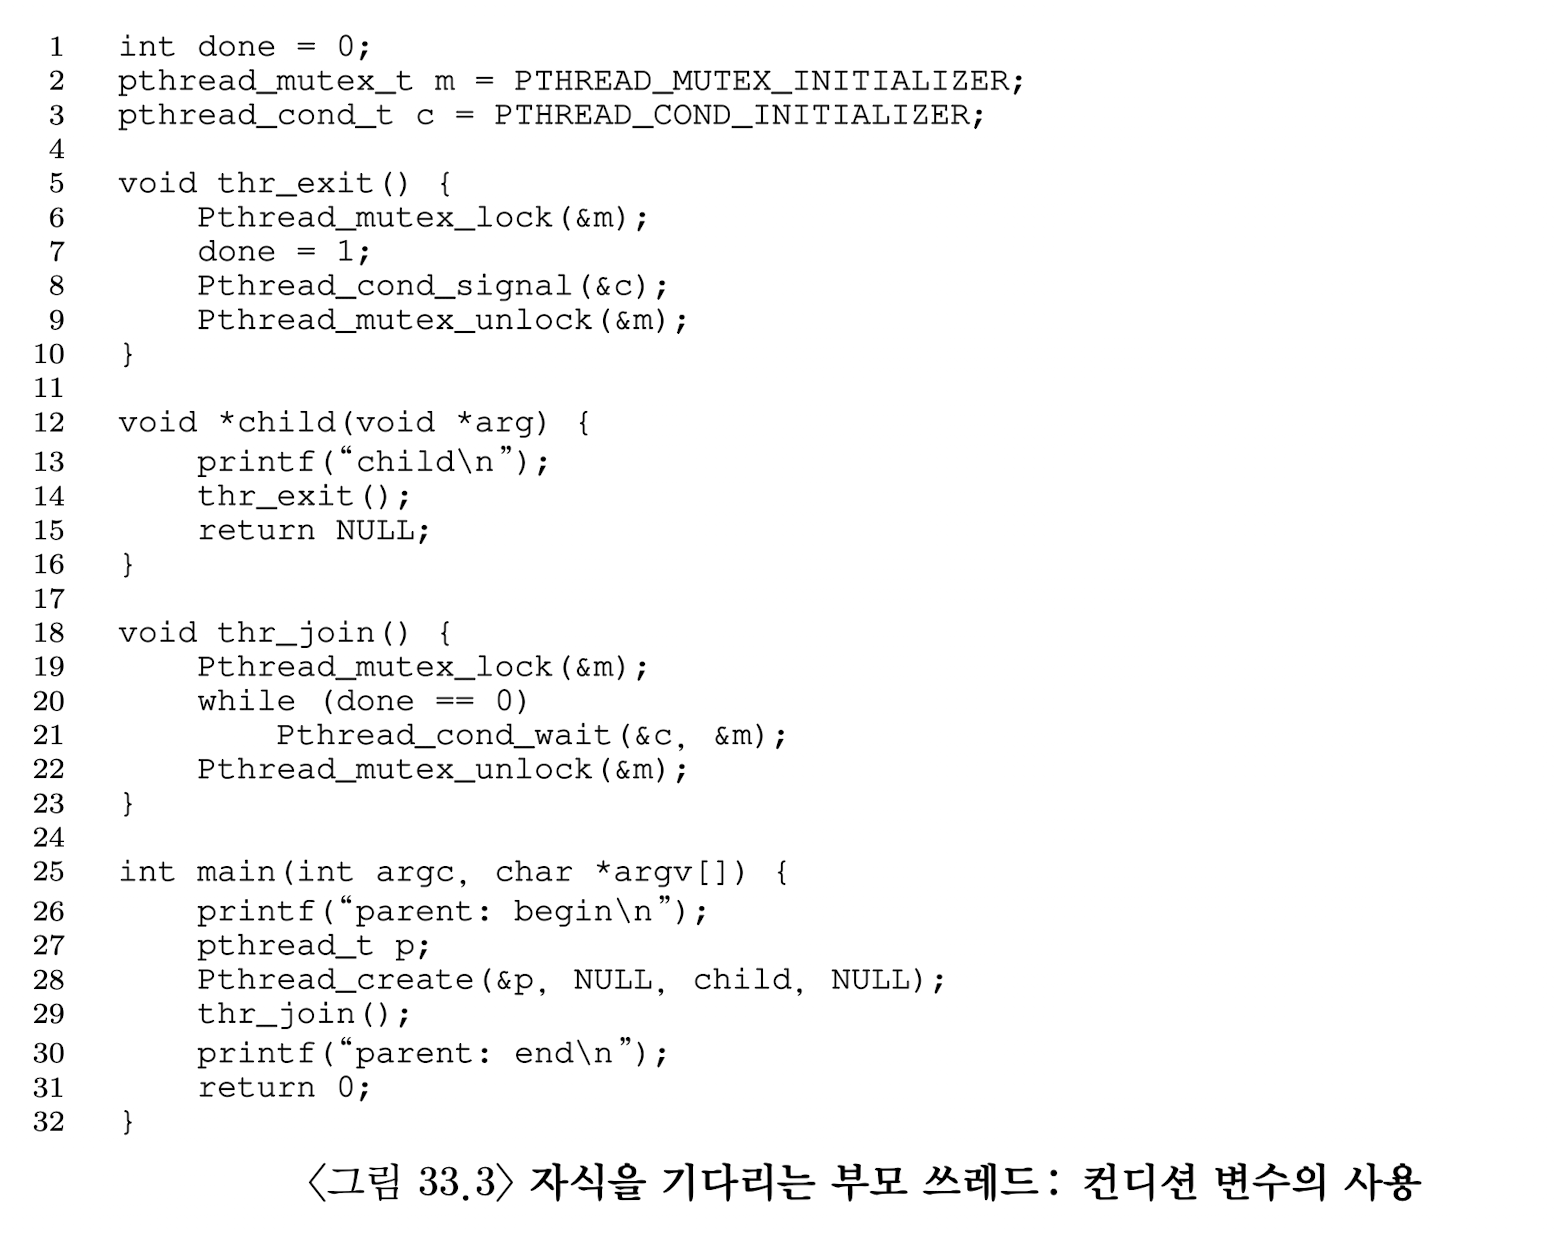 1 int done = 0;
2 pthread_mutex_t m = PTHREAD_MUTEX_INITIALIZER;
3 pthread_cond_t c = PTHREAD_COND_INITIALIZER;
4
5 void thr_exit() {
6 Pthread_mutex_lock(&m);
7 done = 1;
8 Pthread_cond_signal(&c);
9 Pthread_mutex_unlock(&m);
10 }
11
12 void *child(void *arg) {
13 printf(“child\n”);
14 thr_exit();
15 return NULL;
16 }
17
18 void thr_join() {
19 Pthread_mutex_lock(&m);
20 while (done == 0)
21 Pthread_cond_wait(&c, &m);
22 Pthread_mutex_unlock(&m);
23 }
24
25 int main(int argc, char *argv[]) {
26 printf(“parent: begin\n”);
27 pthread_t p;
28 Pthread_create(&p, NULL, child, NULL);
29 thr_join();
30 printf(“parent: end\n”);
31 return 0;
32 }
〈그림 33.3〉 자식을 기다리는 부모 쓰레드: 컨디션 변수의 사용